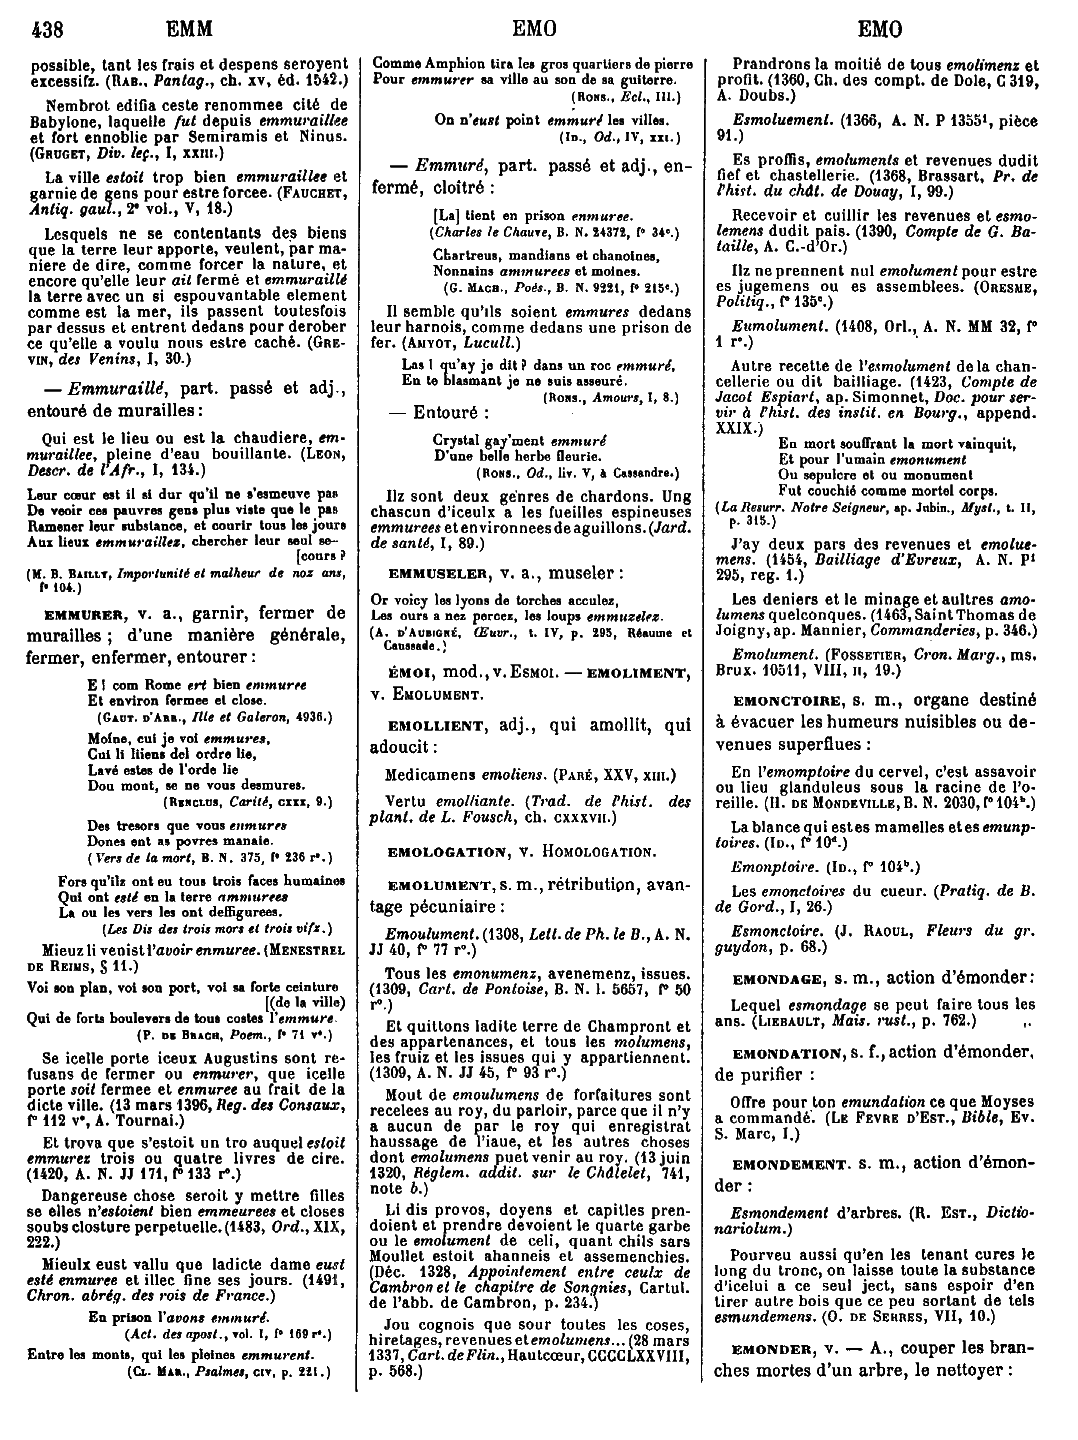 438 EMM EMO EMO
possible, tant les frais et despens seroyent
excessifz. (RAB., Pantag., ch. XV, éd. 1542.)
Nembrot edifia ceste renommee cité de
Babylone, laquelle fut depuis emmuraillee
et fort ennoblie par Semiramis et Ninus.
(GRUGET, Div. leç., I, XXIII.)
La ville estoit trop bien emmuraillee et
garnie de gens pour estre forcee. (FAUCHET,
Antiq. gaul., 2e vol., V, 18.)
Lesquels ne se contentants des biens
que la terre leur apporte, veulent, par ma-
niere de dire, comme forcer la nature, et
encore qu'elle leur ait fermé et emmuraillé
la terre avec un si espouvantable element
comme est la mer, ils passent toutesfois
par dessus et entrent dedans pour derober
ce qu'elle a voulu nous estre caché. (GRE-
VIN, des Venins, I, 30.)
— Emmuraillé, part. passé et adj.,
entouré de murailles :
Qui est le lieu ou est la chaudiere, em-
muraillee, pleine d'eau bouillante. (LEON,
Descr. de l'Afr., I, 134.)
Leur cœur est il si dur qu'il ne s'esmeuve pas
De veoir ces pauvres gens plus viste que le pas
Ramener leur substance, et courir tous les jours
Aux lieux emmuraillez, chercher leur seul se-
[cours ?
(M. B. BAILLY, Importunité et malheur de noz ans,
fo 104.)
EMMURER, v. a., garnir, fermer de
murailles ; d'une manière générale,
fermer, enfermer, entourer :
E ! com Rome ert bien emmuree
Et environ fermee et close.
(GAUT. D'ARR., Ille et Galeron, 4936.)
Moine, cui je voi emmures,
Cui li liiens del ordre lie,
Lavé estes de l'orde lie
Dou mont, se ne vous desmures.
(RENCLUS, Carité, CXXX, 9.)
Des tresors que vous enmures
Dones ent as povres manaie.
(Vers de la mort, B. N. 375, fo 236 ro.)
Fors qu'ilz ont eu tous trois faces humaines
Qui ont esté en la terre ammurees
La ou les vers les ont deffigurees.
(Les Dis des trois mors et trois vifz.)
Mieuz li venist l'avoir enmuree. (MENESTREL
DE REIMS, § 11.)
Voi son plan, voi son port, voi sa forte ceinture
[(de la ville)
Qui de forts boulevers de tous costes l'emmure.
(P. DE BRACH, Poem., fo 71 vo.)
Se icelle porte iceux Augustins sont re-
fusans de fermer ou enmurer, que icelle
porte soit fermee et enmuree au frait de la
dicte ville. (13 mars 1396, Reg. des Consaux,
fo 112 vo, A. Tournai.)
Et trova que s'estoit un tro auquel estoit
emmurez trois ou quatre livres de cire.
(1420, A. N. JJ 171, fo 133 ro.)
Dangereuse chose seroit y mettre filles
se elles n'estoient bien emmeurees et closes
soubs closture perpetuelle. (1483, Ord., XIX,
222.)
Mieulx eust vallu que ladicte dame eust
esté enmuree et illec fine ses jours. (1491,
Chron. abrég. des rois de France.)
En prison l'avons emmuré.
(Act. des apost., vol. I, fo 169 ro.)
Entre les monts, qui les pleines emmurent.
(CL. MAR., Psalmes, CIV, p. 221.)
Comme Amphion tira les gros quartiers de pierre
Pour emmurer sa ville au son de sa guiterre.
(RONS., Ecl., III.)
On n'eust point emmuré les villes.
(ID., Od., IV, XXI.)
— Emmuré, part. passé et adj., en-
fermé, cloîtré :
[La] tient en prison enmuree.
(Charles le Chauve, B. N. 24372, fo 34c.)
Chartreus, mandians et chanoines,
Nonnains ammurees et moines.
(G. MACH., Poés., B. N. 9221, fo 215c.)
Il semble qu'ils soient emmures dedans
leur harnois, comme dedans une prison de
fer. (AMYOT, Lucull.)
Las ! qu'ay je dit ? dans un roc emmuré,
En te blasmant je ne suis asseuré.
(RONS., Amours, I, 8.)
— Entouré :
Crystal gay'ment emmuré
D'une belle herbe fleurie.
(RONS., Od., liv. V, à Cassandre.)
Ilz sont deux genres de chardons. Ung
chascun d'iceulx a les fueilles espineuses
emmurees et environnees de aguillons. (Jard.
de santé, I, 89.)
EMMUSELER, v. a., museler :
Or voicy les lyons de torches acculez,
Les ours a nez percez, les loups emmuzelez.
(A. D'AUBIGNÉ, Œuvr., t. IV, p. 295, Réaume et
Caussade.)
ÉMOI, mod., v. ESMOI. — EMOLIMENT,
v. EMOLUMENT.
EMOLLIENT, adj., qui amollit, qui
adoucit :
Medicamens emoliens. (PARÉ, XXV, XIII.)
Vertu emolliante. (Trad. de l'hist. des
plant. de L. Fousch, ch. CXXXVII.)
EMOLOGATION, v. HOMOLOGATION.
EMOLUMENT, s. m., rétribution, avan-
tage pécuniaire :
Emoulument. (1308, Lett. de Ph. le B., A. N.
JJ 40, fo 77 ro.)
Tous les emonumenz, avenemenz, issues.
(1309, Cart. de Pontoise, B. N. l. 5657, fo 50
ro.)
Et quittons ladite terre de Champront et
des appartenances, et tous les molumens,
les fruiz et les issues qui y appartiennent.
(1309, A. N. JJ 45, fo 93 ro.)
Mout de emoulumens de forfaitures sont
recelees au roy, du parloir, parce que il n'y
a aucun de par le roy qui enregistrat
haussage de l'iaue, et les autres choses
dont emolumens puet venir au roy. (13 juin
1320, Réglem. addit. sur le Châtelet, 741,
note b.)
Li dis provos, doyens et capitles pren-
doient et prendre devoient le quarte garbe
ou le emolument de celi, quant chils sars
Moullet estoit ahanneis et assemenchies.
(Déc. 1328, Appointement entre ceulx de
Cambron et le chapitre de Songnies, Cartul.
de l'abb. de Cambron, p. 234.)
Jou cognois que sour toutes les coses,
hiretages, revenues et emolumens... (28 mars
1337, Cart. de Flin., Hautcœur, CCCCLXXVIII,
p. 568.)
Prandrons la moitié de tous emolimenz et
profit. (1360, Ch. des compt. de Dole, C 319,
A. Doubs.)
Esmoluement. (1366, A. N. P 1355¹, pièce
91.)
Es proffis, emoluments et revenues dudit
fief et chastellerie. (1368, Brassart, Pr. de
l'hist. du chât. de Douay, I, 99.)
Recevoir et cuillir les revenues et esmo-
lemens dudit pais. (1390, Compte de G. Ba-
taille, A. C.-d'Or.)
Ilz ne prennent nul emolument pour estre
es jugemens ou es assemblees. (ORESME,
Politiq., fo 135c.)
Eumolument. (1408, Orl., A. N. MM 32, fo
1 ro.)
Autre recette de l'esmolument de la chan-
cellerie ou dit bailliage. (1423, Compte de
Jacot Espiart, ap. Simonnet, Doc. pour ser-
vir à l'hist. des instit. en Bourg., append.
XXIX.)
En mort souffrant la mort vainquit,
Et pour l'umain emonument
Ou sepulcre et ou monument
Fut couchié comme mortel corps.
(La Resurr. Notre Seigneur, ap. Jubin., Myst., t. II,
p. 315.)
J'ay deux pars des revenues et emolue-
mens. (1454, Bailliage d'Evreux, A. N. P¹
295, reg. 1.)
Les deniers et le minage et aultres amo-
lumens quelconques. (1463, Saint Thomas de
Joigny, ap. Mannier, Commanderies, p. 346.)
Emolument. (FOSSETIER, Cron. Marg., ms.
Brux. 10511, VIII, II, 19.)
EMONCTOIRE, s. m., organe destiné
à évacuer les humeurs nuisibles ou de-
venues superflues :
En l'emomptoire du cervel, c'est assavoir
ou lieu glanduleus sous la racine de l'o-
reille. (H. DE MONDEVILLE, B. N. 2030, fo 104b.)
La blance qui est es mamelles et es emunp-
toires. (ID., fo 10d.)
Emonptoire. (ID., fo 104b.)
Les emonctoires du cueur. (Pratiq. de B.
de Gord., I, 26.)
Esmonctoire. (J. RAOUL, Fleurs du gr.
guydon, p. 68.)
EMONDAGE, s. m., action d'émonder :
Lequel esmondage se peut faire tous les
ans. (LIEBAULT, Mais. rust., p. 762.)
EMONDATION, s. f., action d'émonder,
de purifier :
Offre pour ton emundation ce que Moyses
a commandé. (LE FEVRE D'EST., Bible, Ev.
S. Marc, I.)
EMONDEMENT. s. m., action d'émon-
der :
Esmondement d'arbres. (R. EST., Dictio-
nariolum.)
Pourveu aussi qu'en les tenant cures le
long du tronc, on laisse toute la substance
d'icelui a ce seul ject, sans espoir d'en
tirer autre bois que ce peu sortant de tels
esmundemens. (O. DE SERRES, VII, 10.)
EMONDER, v. — A., couper les bran-
ches mortes d'un arbre, le nettoyer :